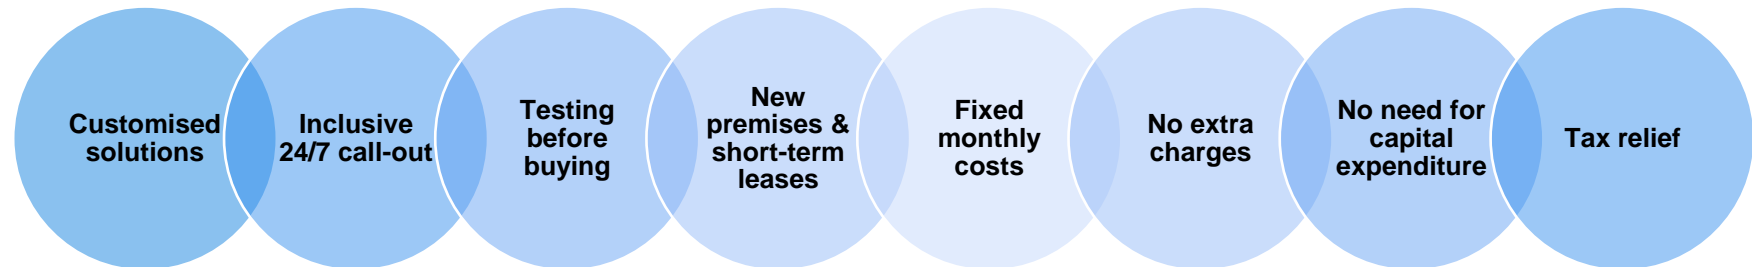 Customised
solutions
Inclusive
24/7 call-out
Testing
before
buying
New
premises &
short-term
leases
Fixed
monthly
costs
No extra
charges
No need for
capital
expenditure
Tax relief